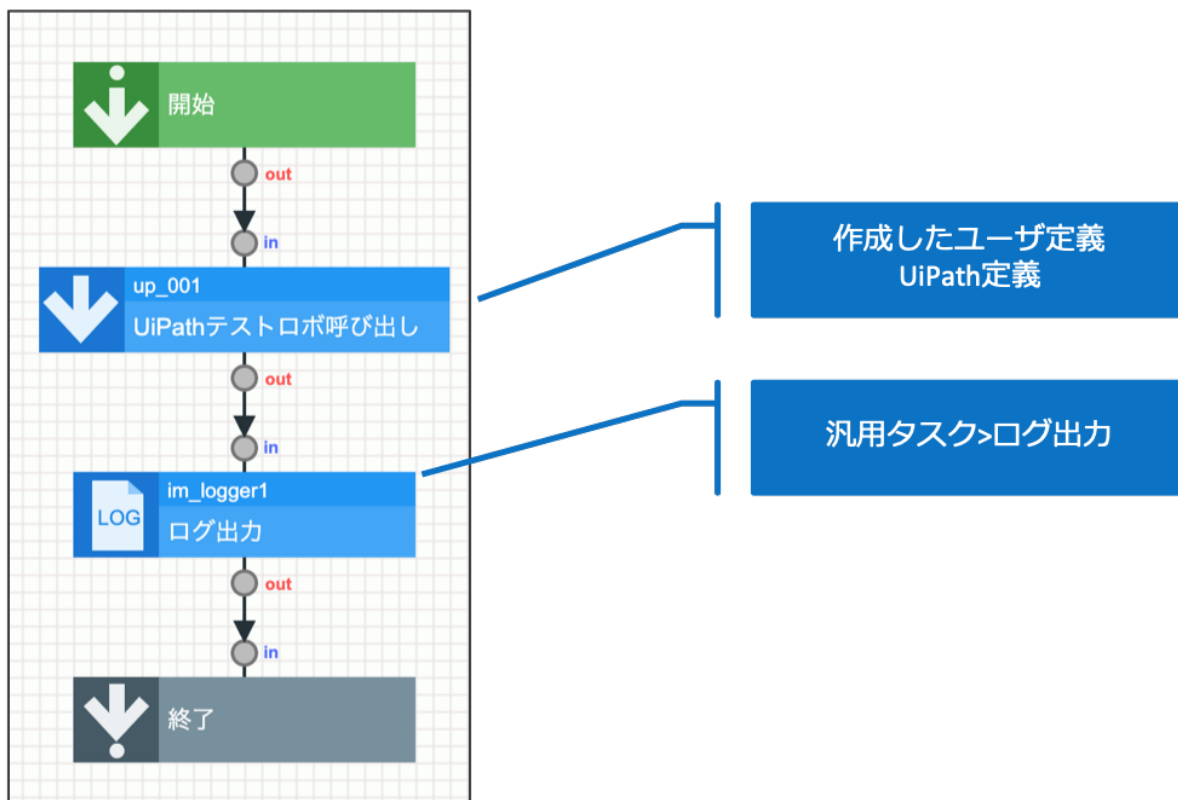 開始
out
in
up_001
UiPathテストロボ呼び出し
out
in
LOG
im_logger1
ログ出力
out
in
終了
作成したユーザ定義
UiPath定義
汎用タスク>ログ出力